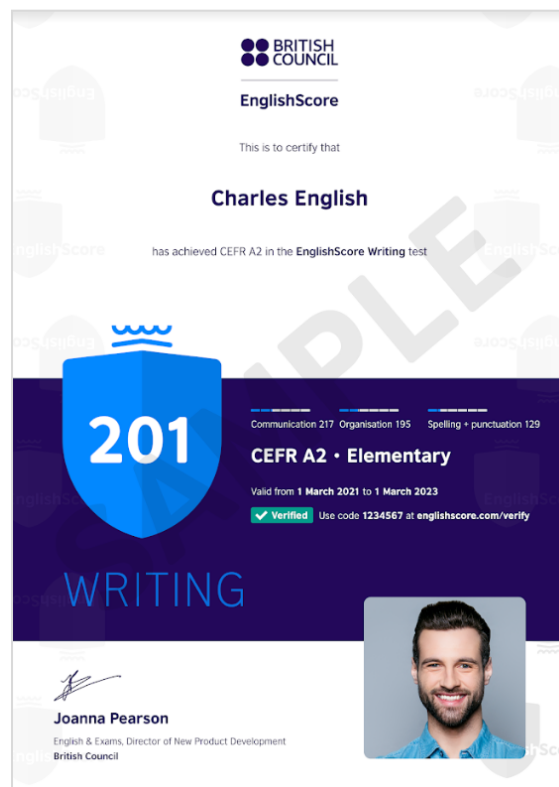 BRITISH
COUNCIL
EnglishScore
This is to certify that
Charles English
has achieved CEFR A2 in the EnglishScore Writing test
SAMPLE
201
Communication 217 Organisation 195 Spelling + punctuation 129
CEFR A2 • Elementary
Valid from 1 March 2021 to 1 March 2023
Verified Use code 1234567 at englishscore.com/verify
WRITING
Joanna Pearson
English & Exams, Director of New Product Development
British Council